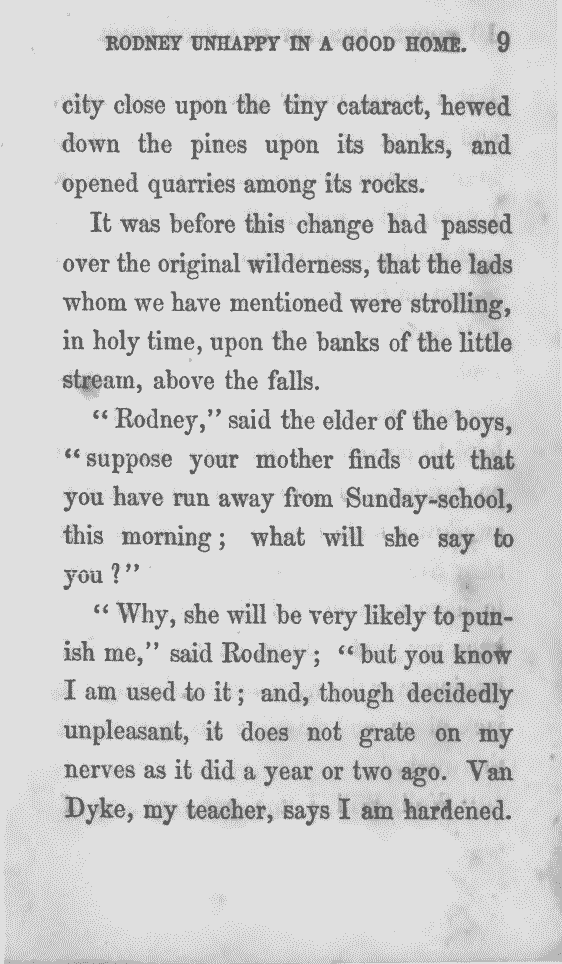 RODNEY UNHAPPY IN A GOOD HOME. 9
city close upon the tiny cataract, hewed
down the pines upon its banks, and
opened quarries among its rocks.
It was before this change had passed
over the original wilderness, that the lads
whom we have mentioned were strolling,
in holy time, upon the banks of the little
stream, above the falls.
“Rodney,” said the elder of the boys,
“suppose your mother finds out that
you have run away from Sunday-school,
this morning; what will she say to
you?”
“Why, she will be very likely to pun-
ish me,” said Rodney; “but you know
I am used to it; and, though decidedly
unpleasant, it does not grate on my
nerves as it did a year or two ago. Van
Dyke, my teacher, says I am hardened.